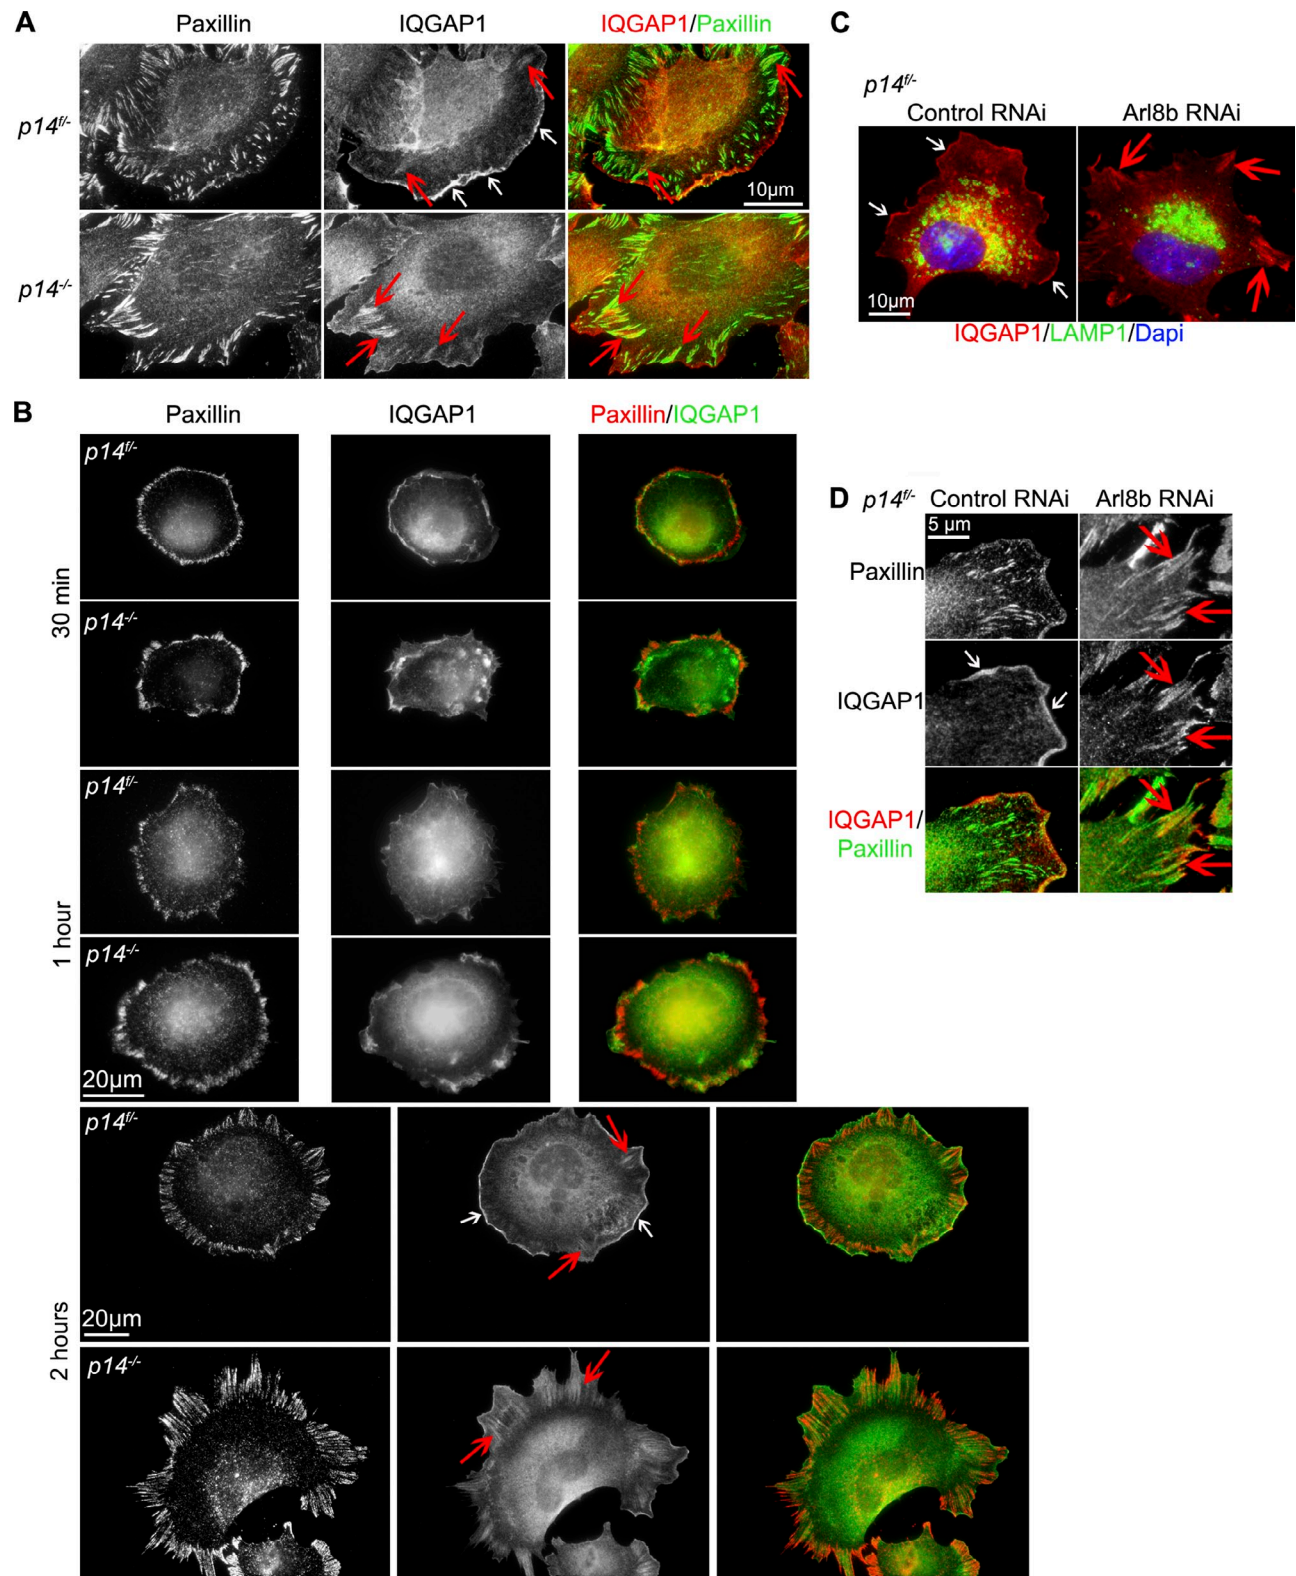 A Paxillin IQGAP1 IQGAP1/Paxillin
p14f/-
10µm
p14-/-
C
p14f/-
Control RNAi Arl8b RNAi
10µm
IQGAP1/LAMP1/Dapi
B Paxillin IQGAP1 Paxillin/IQGAP1
30 min
p14f/-
p14-/-
1 hour
p14f/-
p14-/-
20µm
2 hours
p14f/-
20µm
p14-/-
D p14f/- Control RNAi Arl8b RNAi
5 µm
Paxillin
IQGAP1
IQGAP1/
Paxillin